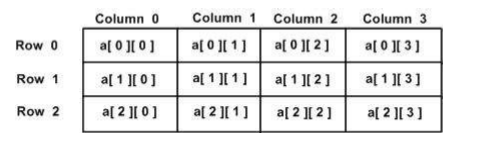 Column 0 Column 1 Column 2 Column 3
Row 0 a[ 0 ][ 0 ] a[ 0 ][ 1 ] a[ 0 ][ 2 ] a[ 0 ][ 3 ]
Row 1 a[ 1 ][ 0 ] a[ 1 ][ 1 ] a[ 1 ][ 2 ] a[ 1 ][ 3 ]
Row 2 a[ 2 ][ 0 ] a[ 2 ][ 1 ] a[ 2 ][ 2 ] a[ 2 ][ 3 ]